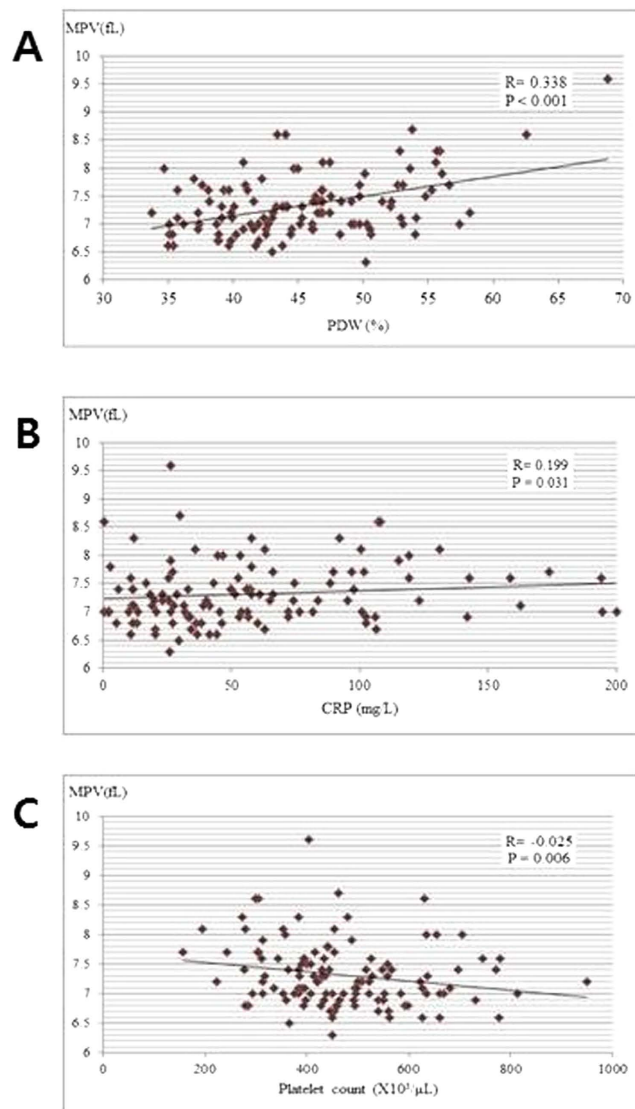 A
MPV(fL)
10
9.5
9
8.5
8
7.5
7
6.5
6
R= 0.338
P < 0.001
30 35 40 45 50 55 60 65 70
PDW (%)
B
MPV(fL)
10
9.5
9
8.5
8
7.5
7
6.5
6
R= 0.199
P = 0.031
0 50 100 150 200
CRP (mg/L)
C
MPV(fL)
10
9.5
9
8.5
8
7.5
7
6.5
6
R= -0.025
P = 0.006
0 200 400 600 800 1000
Platelet count (X10³/µL)